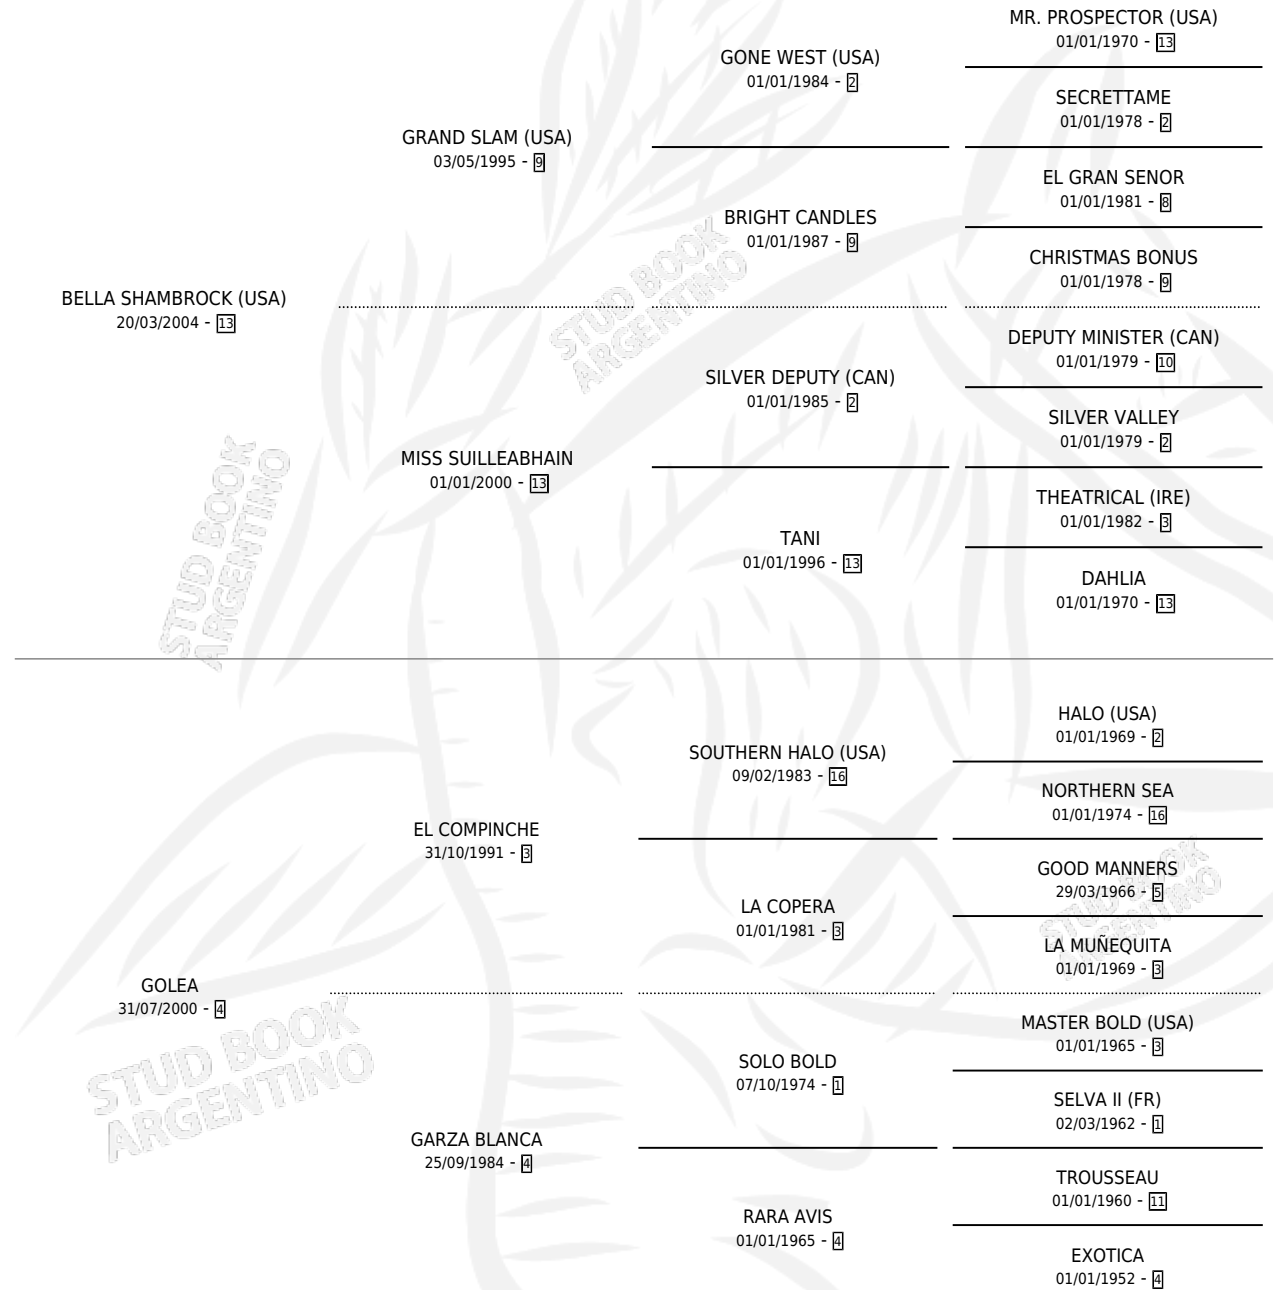 MR. PROSPECTOR (USA)
01/01/1970 - 13
GONE WEST (USA)
01/01/1984 - 2
SECRETTAME
01/01/1978 - 2
GRAND SLAM (USA)
03/05/1995 - 9
EL GRAN SENOR
01/01/1981 - 8
BRIGHT CANDLES
01/01/1987 - 9
CHRISTMAS BONUS
01/01/1978 - 9
BELLA SHAMBROCK (USA)
20/03/2004 - 13
DEPUTY MINISTER (CAN)
01/01/1979 - 10
SILVER DEPUTY (CAN)
01/01/1985 - 2
SILVER VALLEY
01/01/1979 - 2
MISS SUILLEABHAIN
01/01/2000 - 13
THEATRICAL (IRE)
01/01/1982 - 3
TANI
01/01/1996 - 13
DAHLIA
01/01/1970 - 13
HALO (USA)
01/01/1969 - 2
SOUTHERN HALO (USA)
09/02/1983 - 16
NORTHERN SEA
01/01/1974 - 16
EL COMPINCHE
31/10/1991 - 3
GOOD MANNERS
29/03/1966 - 5
LA COPERA
01/01/1981 - 3
LA MUÑEQUITA
01/01/1969 - 3
GOLEA
31/07/2000 - 4
MASTER BOLD (USA)
01/01/1965 - 3
SOLO BOLD
07/10/1974 - 1
SELVA II (FR)
02/03/1962 - 1
GARZA BLANCA
25/09/1984 - 4
TROUSSEAU
01/01/1960 - 11
RARA AVIS
01/01/1965 - 4
EXOTICA
01/01/1952 - 4
STUD BOOK
ARGENTINO
STUD BOOK
ARGENTINO
STUD BOOK
ARGENTINO
STUD BOOK
ARGENTINO